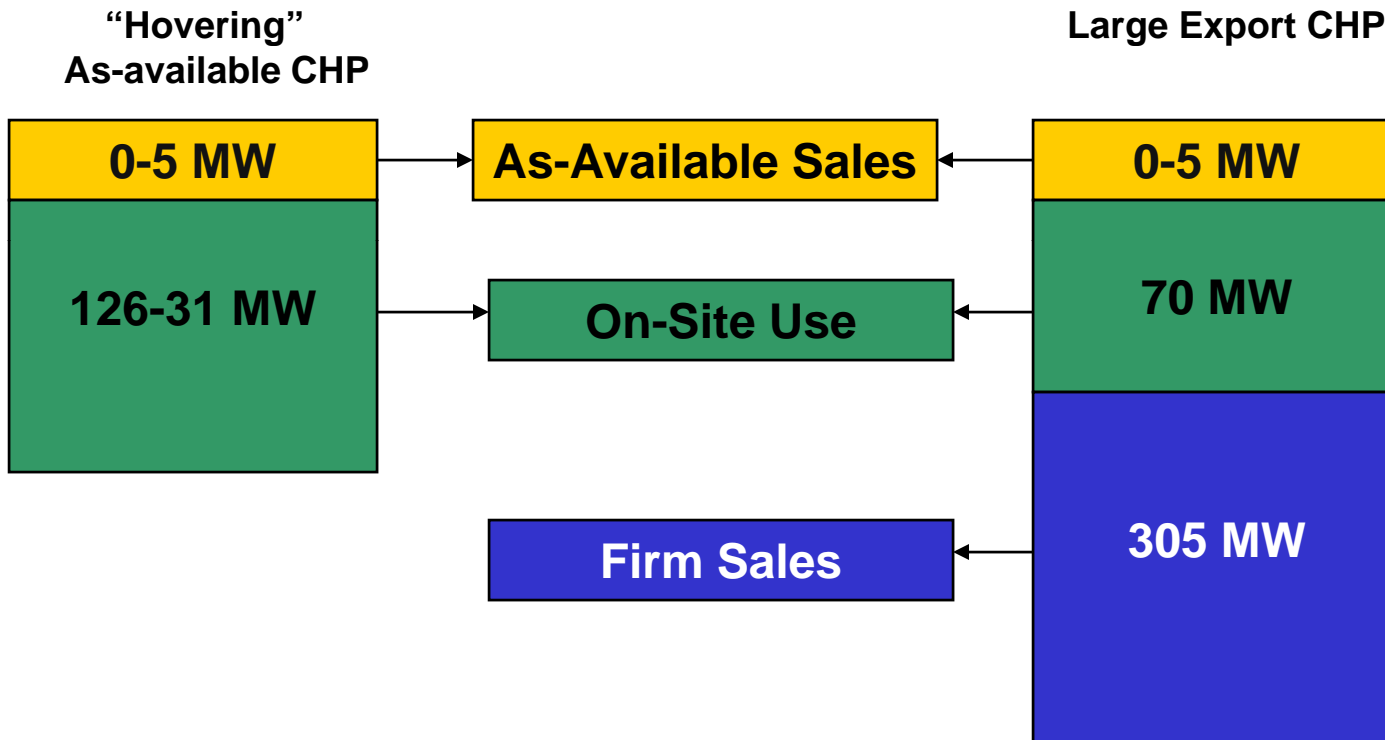 “Hovering”
As-available CHP
Large Export CHP
0-5 MW
As-Available Sales
0-5 MW
126-31 MW
On-Site Use
70 MW
Firm Sales
305 MW